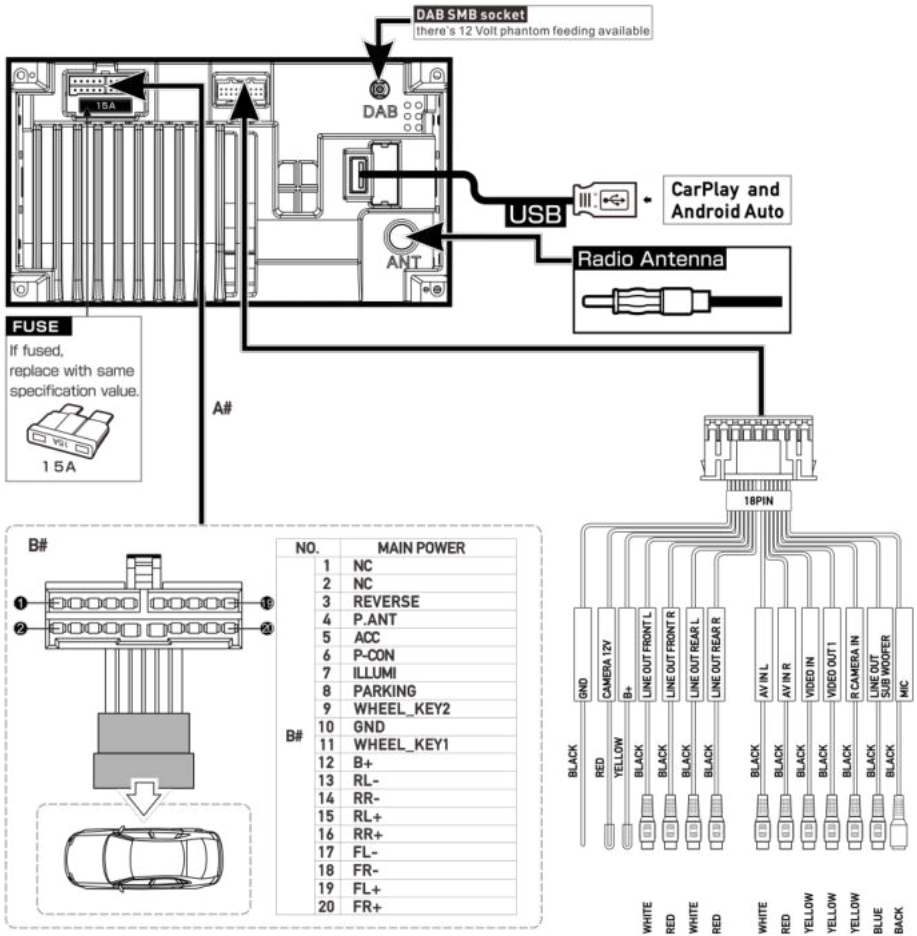 DAB SMB socket
there's 12 Volt phantom feeding available
15A
DAB
USB
CarPlay and
Android Auto
ANT
Radio Antenna
FUSE
If fused,
replace with same
specification value.
15A
15A
A#
18PIN
B#
1
19
2
20
NO. MAIN POWER
B#
1 NC
2 NC
3 REVERSE
4 P.ANT
5 ACC
6 P-CON
7 ILLUMI
8 PARKING
9 WHEEL_KEY2
10 GND
11 WHEEL_KEY1
12 B+
13 RL-
14 RR-
15 RL+
16 RR+
17 FL-
18 FR-
19 FL+
20 FR+
GND
CAMERA 12V
B+
LINE OUT FRONT L
LINE OUT FRONT R
LINE OUT REAR L
LINE OUT REAR R
AV IN L
AV IN R
VIDEO IN
VIDEO OUT 1
R CAMERA IN
LINE OUT
SUB WOOFER
MIC
BLACK
RED
YELLOW
BLACK
BLACK
BLACK
BLACK
BLACK
BLACK
BLACK
BLACK
BLACK
BLACK
BLACK
WHITE
RED
WHITE
RED
WHITE
RED
YELLOW
YELLOW
YELLOW
BLUE
BACK